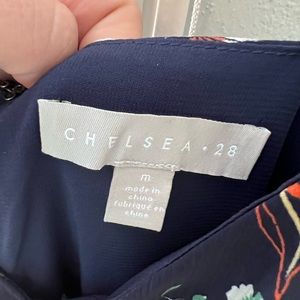 CHELSEA • 28
m
made in
china
fabriqué en
chine